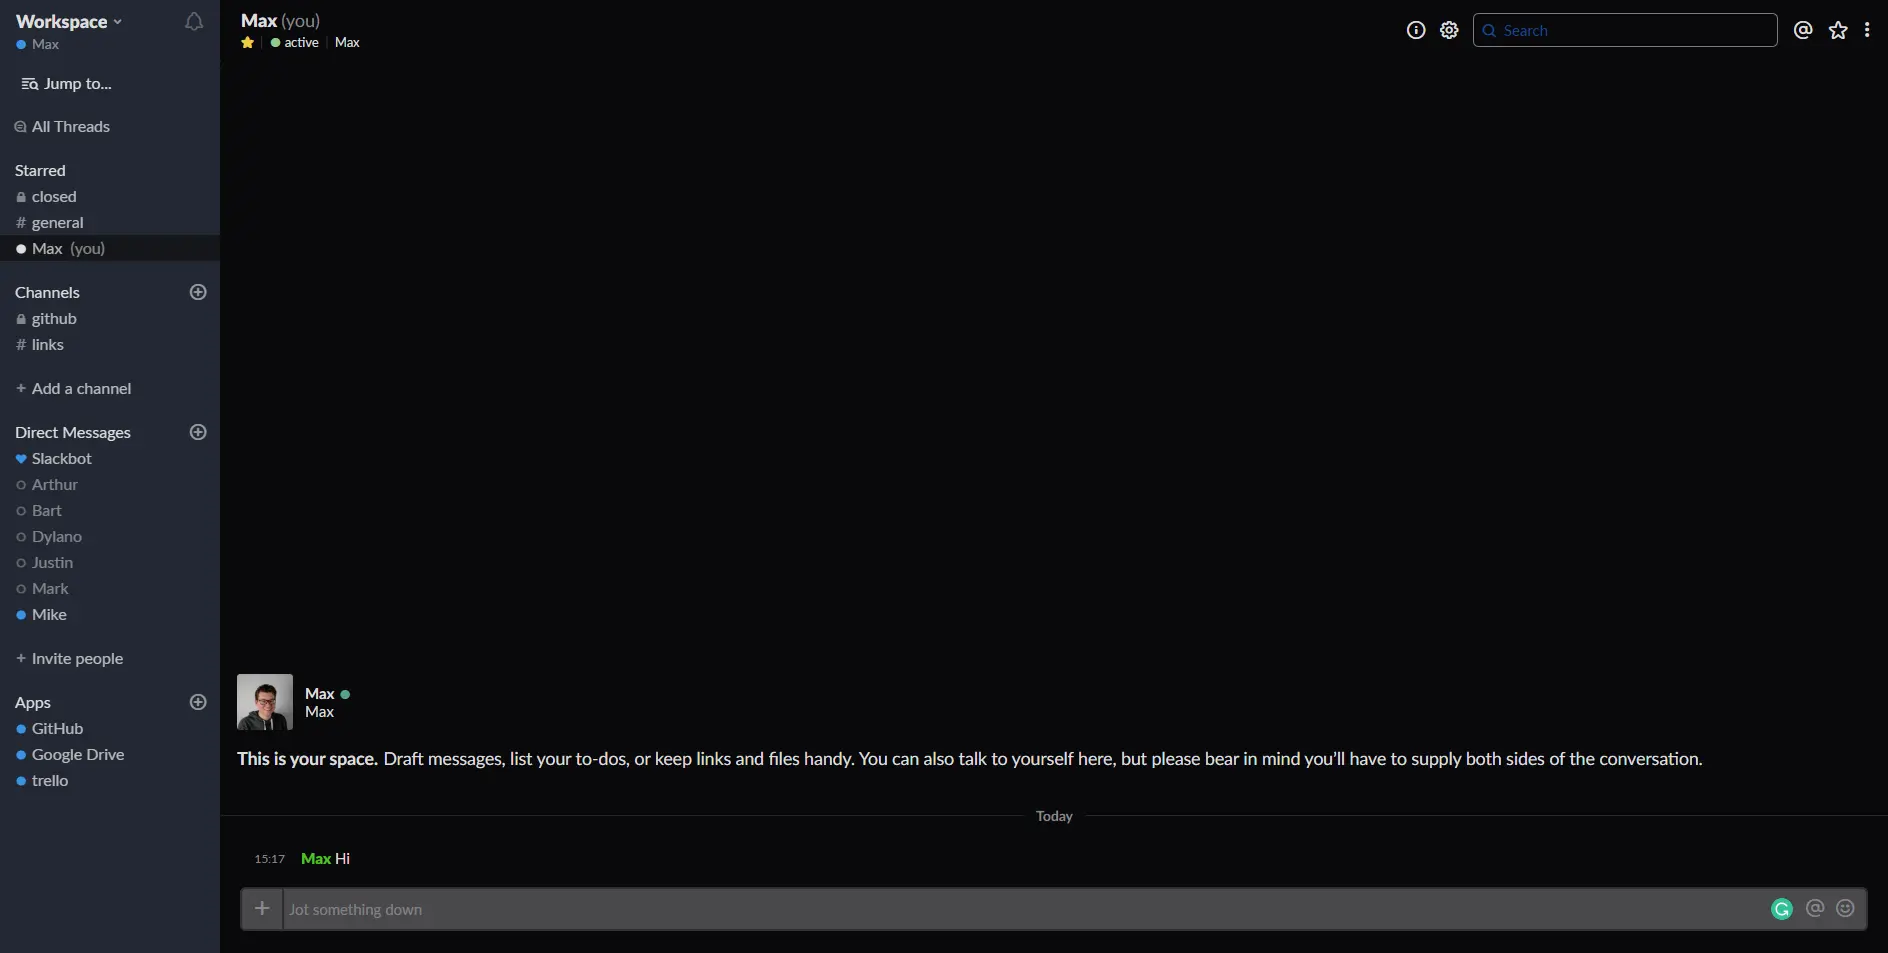 Workspace
Max
Jump to...
All Threads
Starred
closed
# general
Max (you)
Channels
github
# links
+ Add a channel
Direct Messages
Slackbot
Arthur
Bart
Dylano
Justin
Mark
Mike
+ Invite people
Apps
GitHub
Google Drive
trello
Max (you)
active | Max
Search
Max
Max
This is your space. Draft messages, list your to-dos, or keep links and files handy. You can also talk to yourself here, but please bear in mind you’ll have to supply both sides of the conversation.
Today
15:17 Max Hi
Jot something down